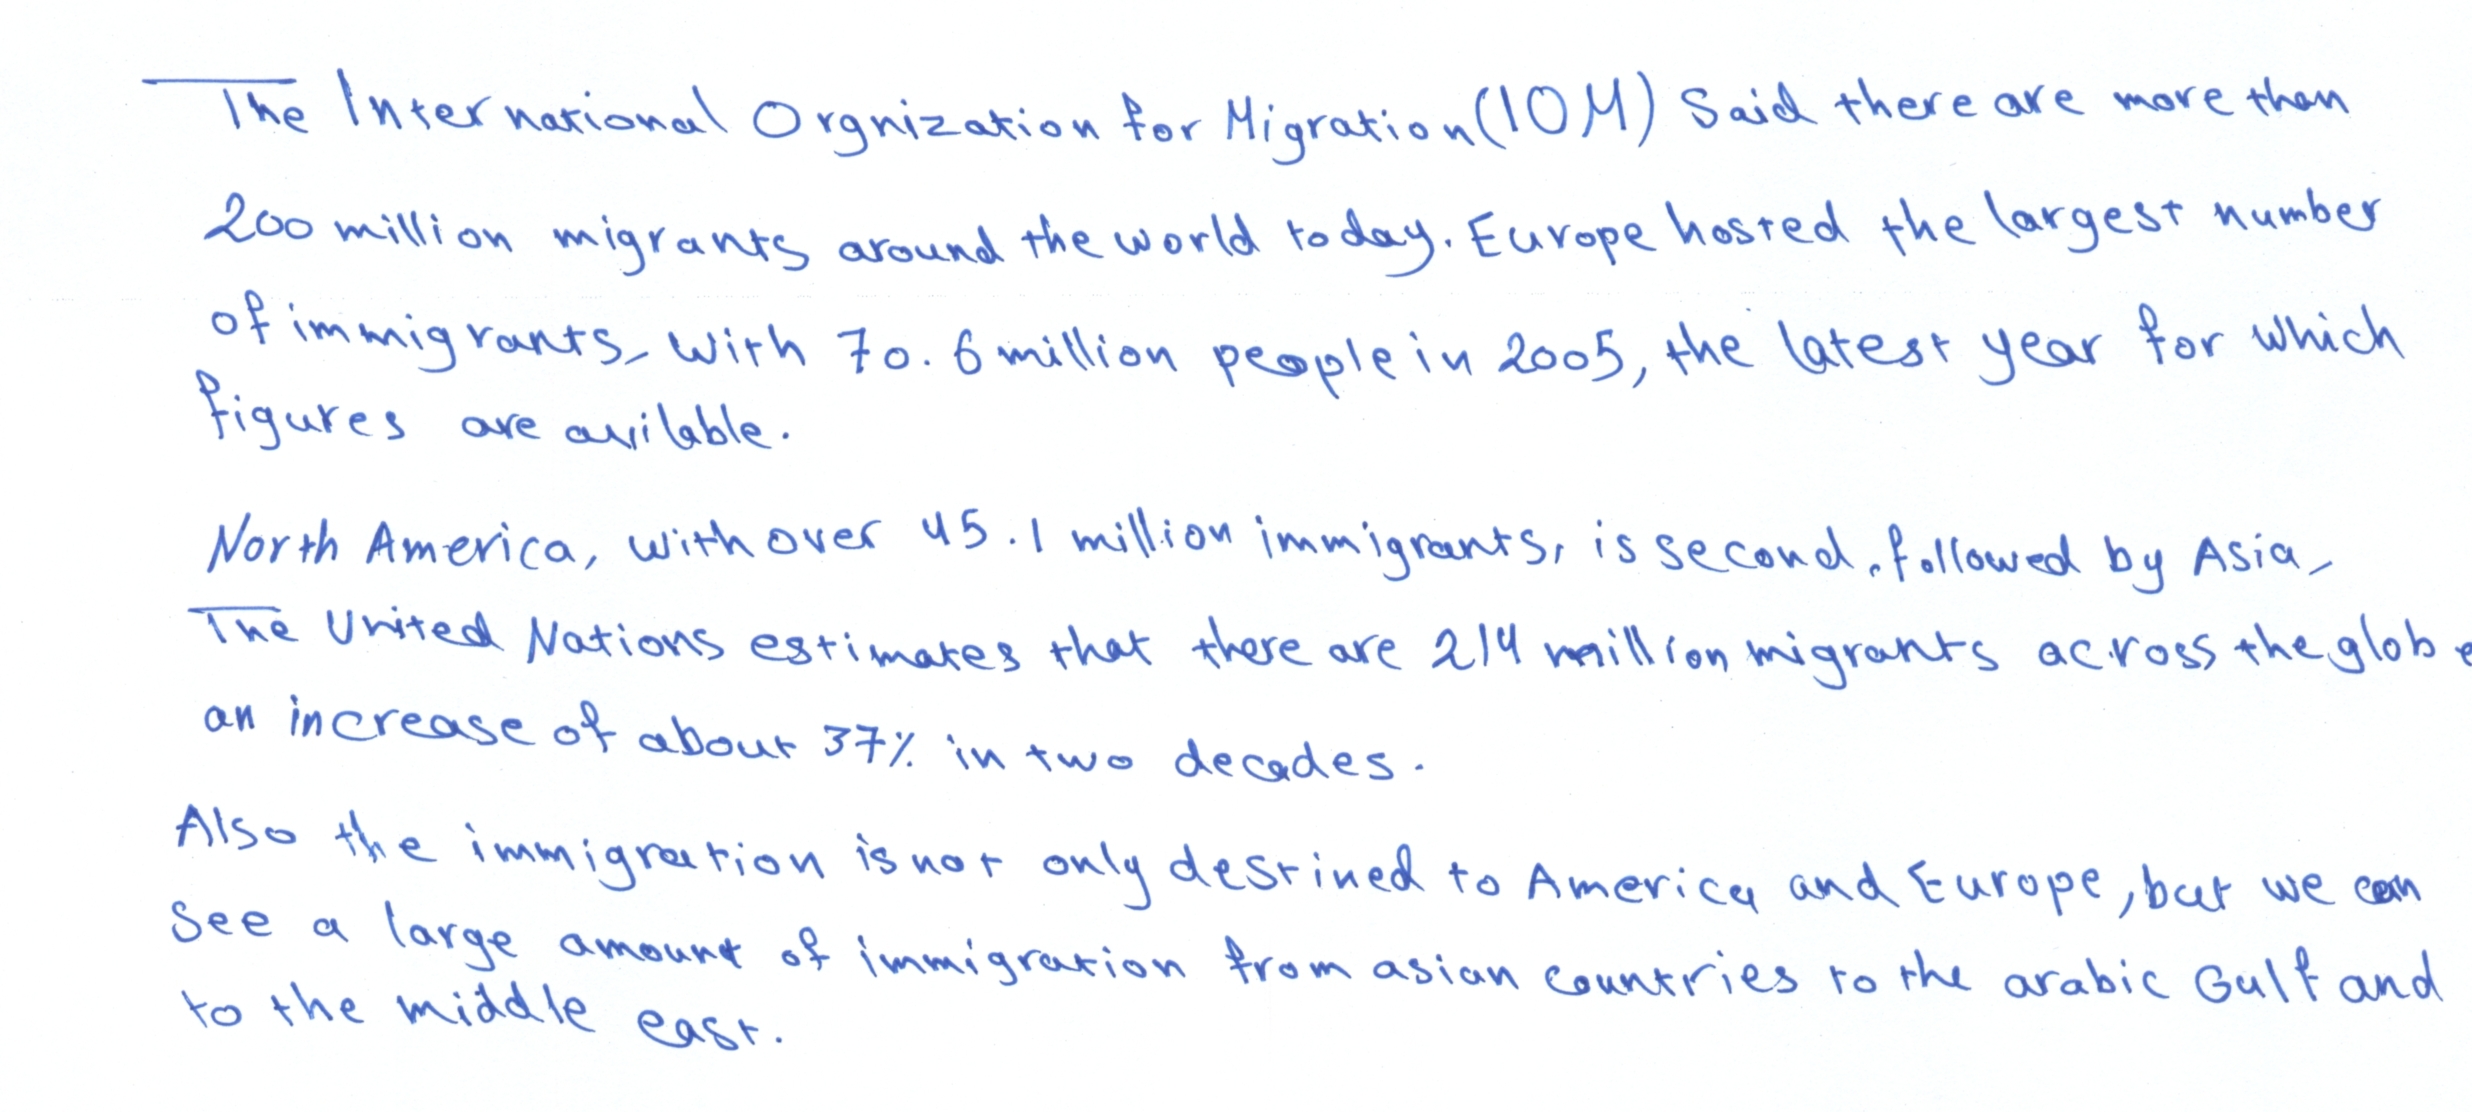 The International Orgnization for Migration (IOM) Said there are more than
200 million migrants around the world today. Europe hosted the largest number
of immigrants, with 70.6 million people in 2005, the latest year for which
figures are avilable.
North America, with over 45.1 million immigrants, is second, followed by Asia,
The United Nations estimates that there are 214 million migrants across the globe
an increase of about 37% in two decades.
Also the immigration is not only destined to America and Europe, but we can
See a large amount of immigration from asian countries to the arabic Gulf and
to the middle east.